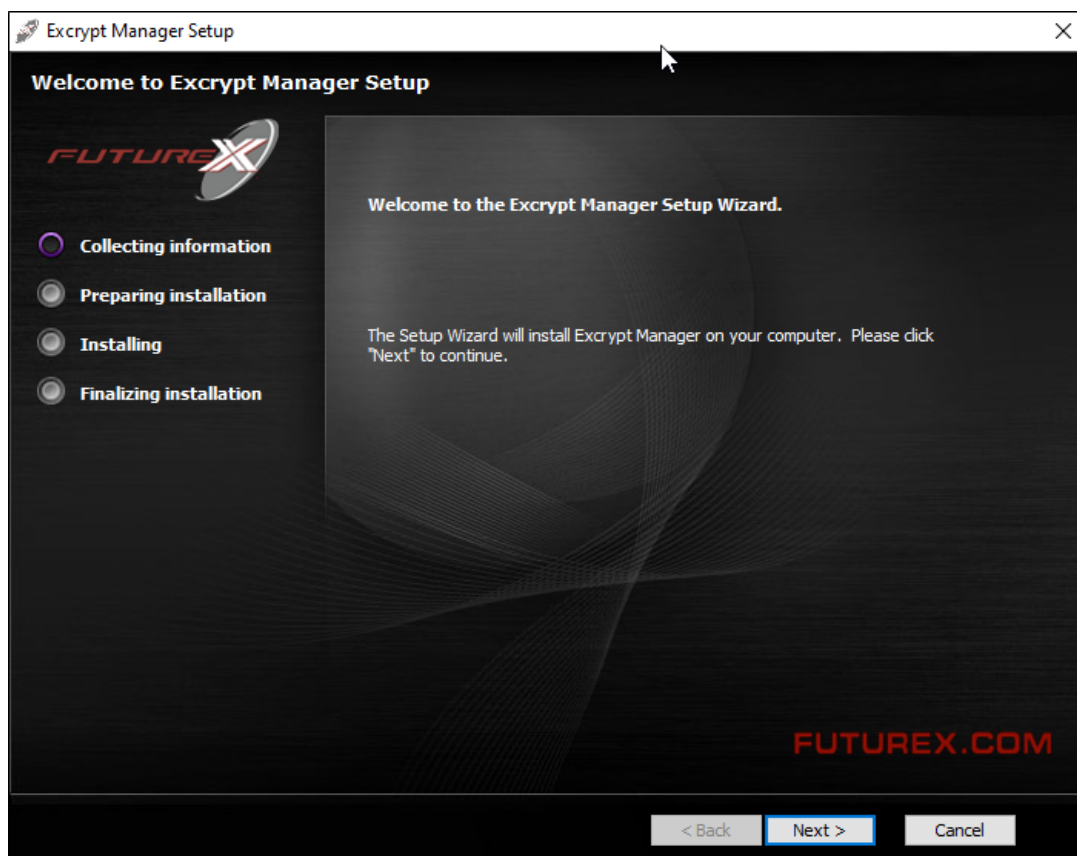 Excrypt Manager Setup
Welcome to Excrypt Manager Setup
FUTUREX
Welcome to the Excrypt Manager Setup Wizard.
Collecting information
Preparing installation
Installing
Finalizing installation
The Setup Wizard will install Excrypt Manager on your computer.  Please click
"Next" to continue.
FUTUREX.COM
< Back
Next >
Cancel